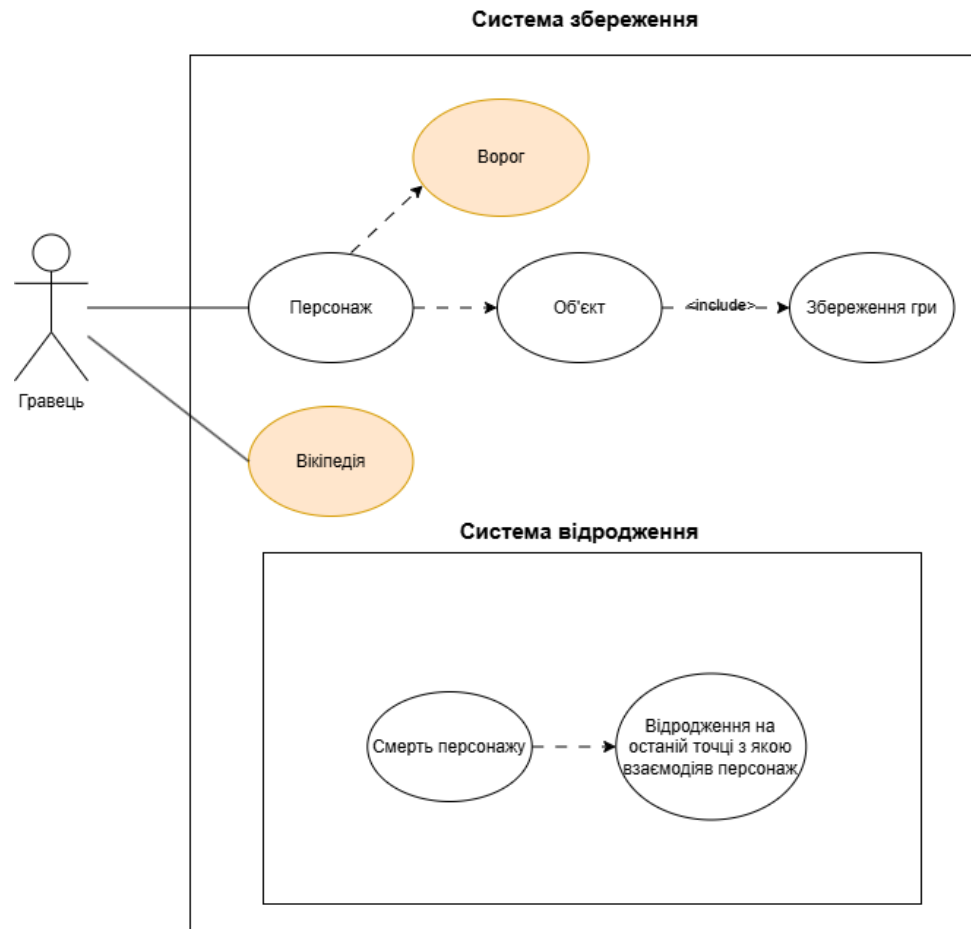 Система збереження
Ворог
Персонаж
Об'єкт
<include>
Збереження гри
Гравець
Вікіпедія
Система відродження
Смерть персонажу
Відродження на
останій точці з якою
взаємодіяв персонаж